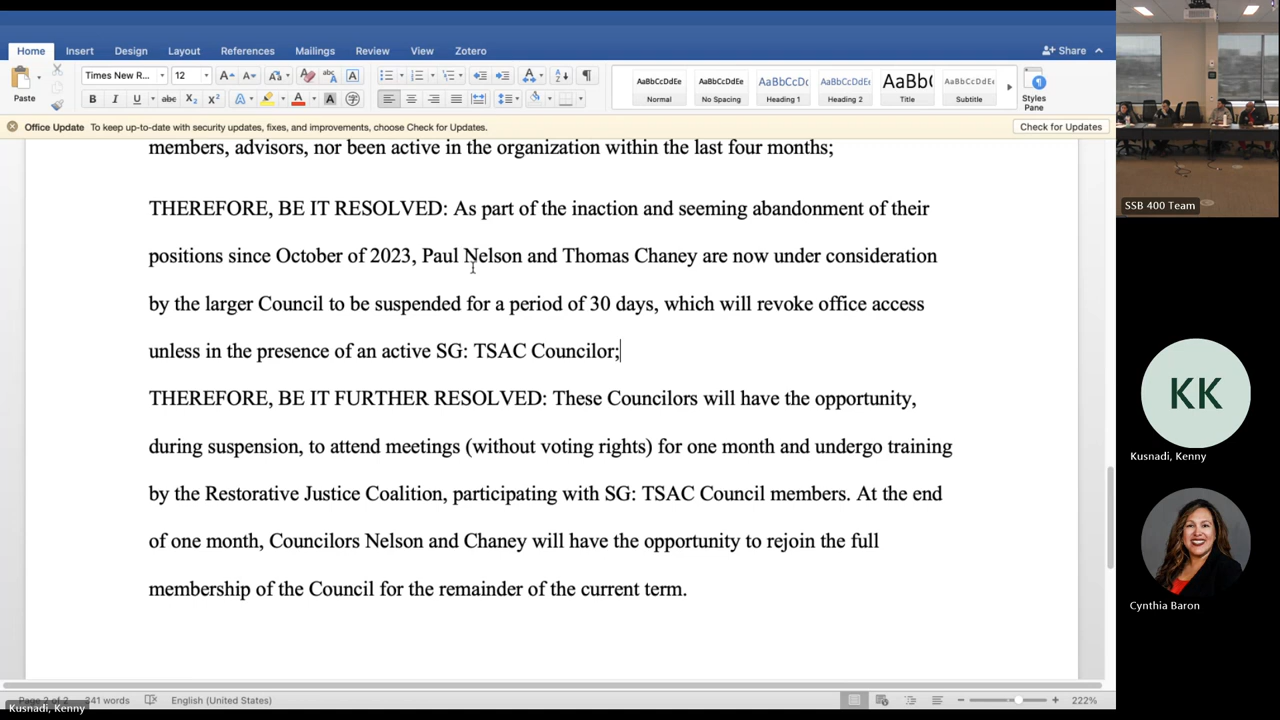 Home Insert Design Layout References Mailings Review View Zotero Share
Times New R... 12
Paste
AaBbCcDdEe AaBbCcDdEe AaBbCcDc AaBbCcDdEe AaBb( AaBbCcDdEe
Normal No Spacing Heading 1 Heading 2 Title Subtitle
Styles
Pane
Office Update To keep up-to-date with security updates, fixes, and improvements, choose Check for Updates. Check for Updates
members, advisors, nor been active in the organization within the last four months;
THEREFORE, BE IT RESOLVED: As part of the inaction and seeming abandonment of their
positions since October of 2023, Paul Nelson and Thomas Chaney are now under consideration
by the larger Council to be suspended for a period of 30 days, which will revoke office access
unless in the presence of an active SG: TSAC Councilor;
THEREFORE, BE IT FURTHER RESOLVED: These Councilors will have the opportunity,
during suspension, to attend meetings (without voting rights) for one month and undergo training
by the Restorative Justice Coalition, participating with SG: TSAC Council members. At the end
of one month, Councilors Nelson and Chaney will have the opportunity to rejoin the full
membership of the Council for the remainder of the current term.
Page 2 of 2 341 words English (United States) 222%
Kusnadi, Kenny
SSB 400 Team
KK
Kusnadi, Kenny
Cynthia Baron